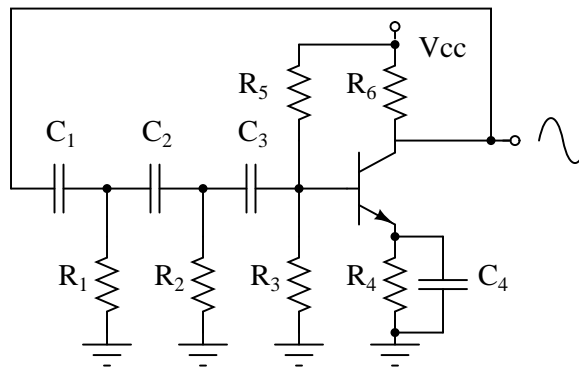 Vcc
R₅
R₆
C₁
C₂
C₃
R₁
R₂
R₃
R₄
C₄